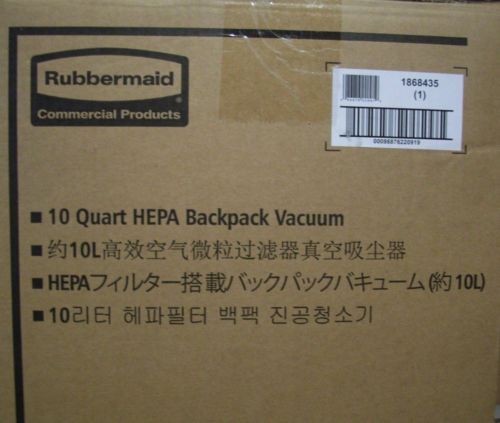 Rubbermaid
Commercial Products
1868435
(1)
00086876220919
■ 10 Quart HEPA Backpack Vacuum
■ 约10L高效空气微粒过滤器真空吸尘器
■ HEPAフィルター搭載バックパックバキューム(約10L)
■ 10리터 헤파필터 백팩 진공청소기